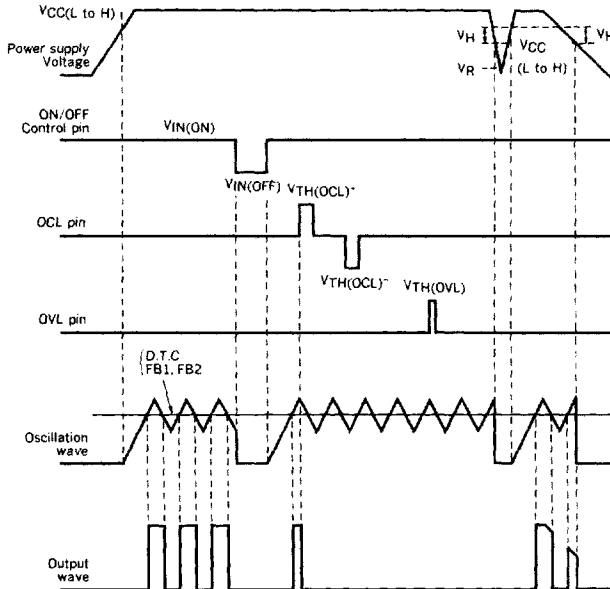 VCC(L to H)
Power supply
Voltage
VH
VR
VCC
(L to H)
VH
ON/OFF
Control pin
VIN(ON)
VIN(OFF)
VTH(OCL)+
OCL pin
VTH(OCL)-
VTH(OVL)
OVL pin
D.T.C
FB1, FB2
Oscillation
wave
Output
wave